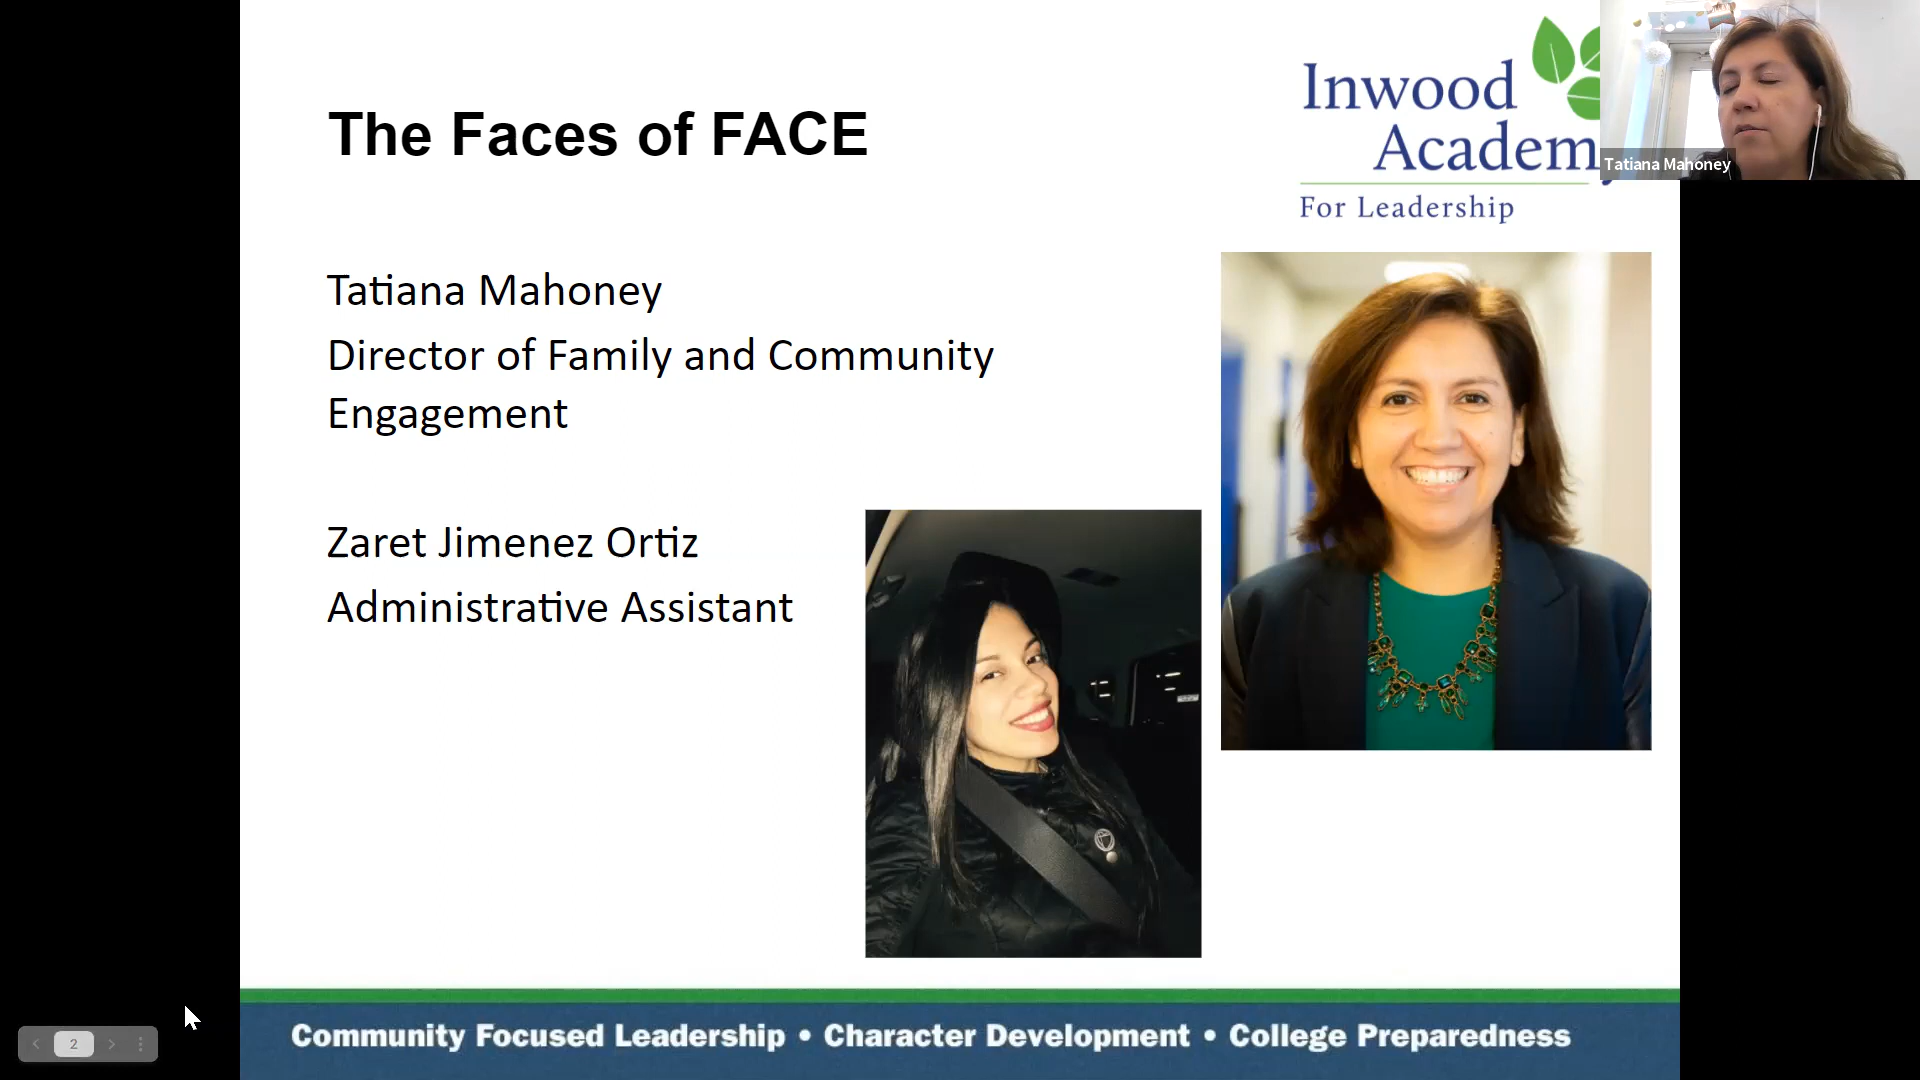 The Faces of FACE
Inwood
Academ
For Leadership
Tatiana Mahoney
Tatiana Mahoney
Director of Family and Community
Engagement
Zaret Jimenez Ortiz
Administrative Assistant
2
Community Focused Leadership • Character Development • College Preparedness